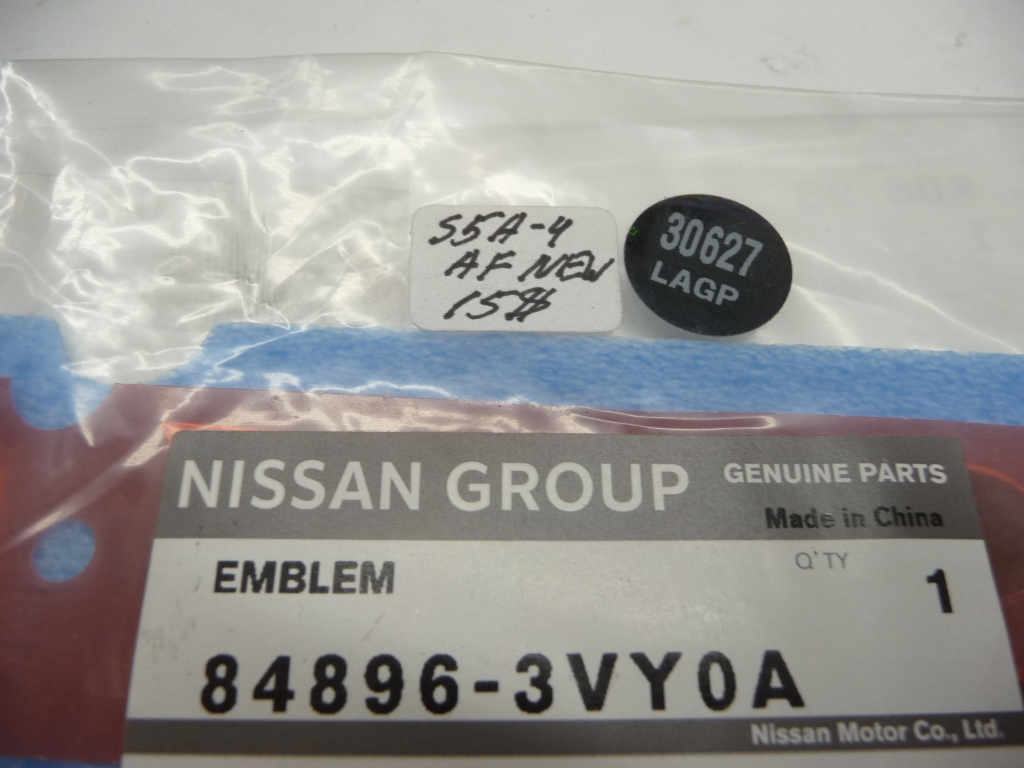 S5A-4
AF NEW
15$
30627
LAGP
NISSAN GROUP
GENUINE PARTS
Made in China
EMBLEM
Q'TY
1
84896-3VY0A
Nissan Motor Co., Ltd.